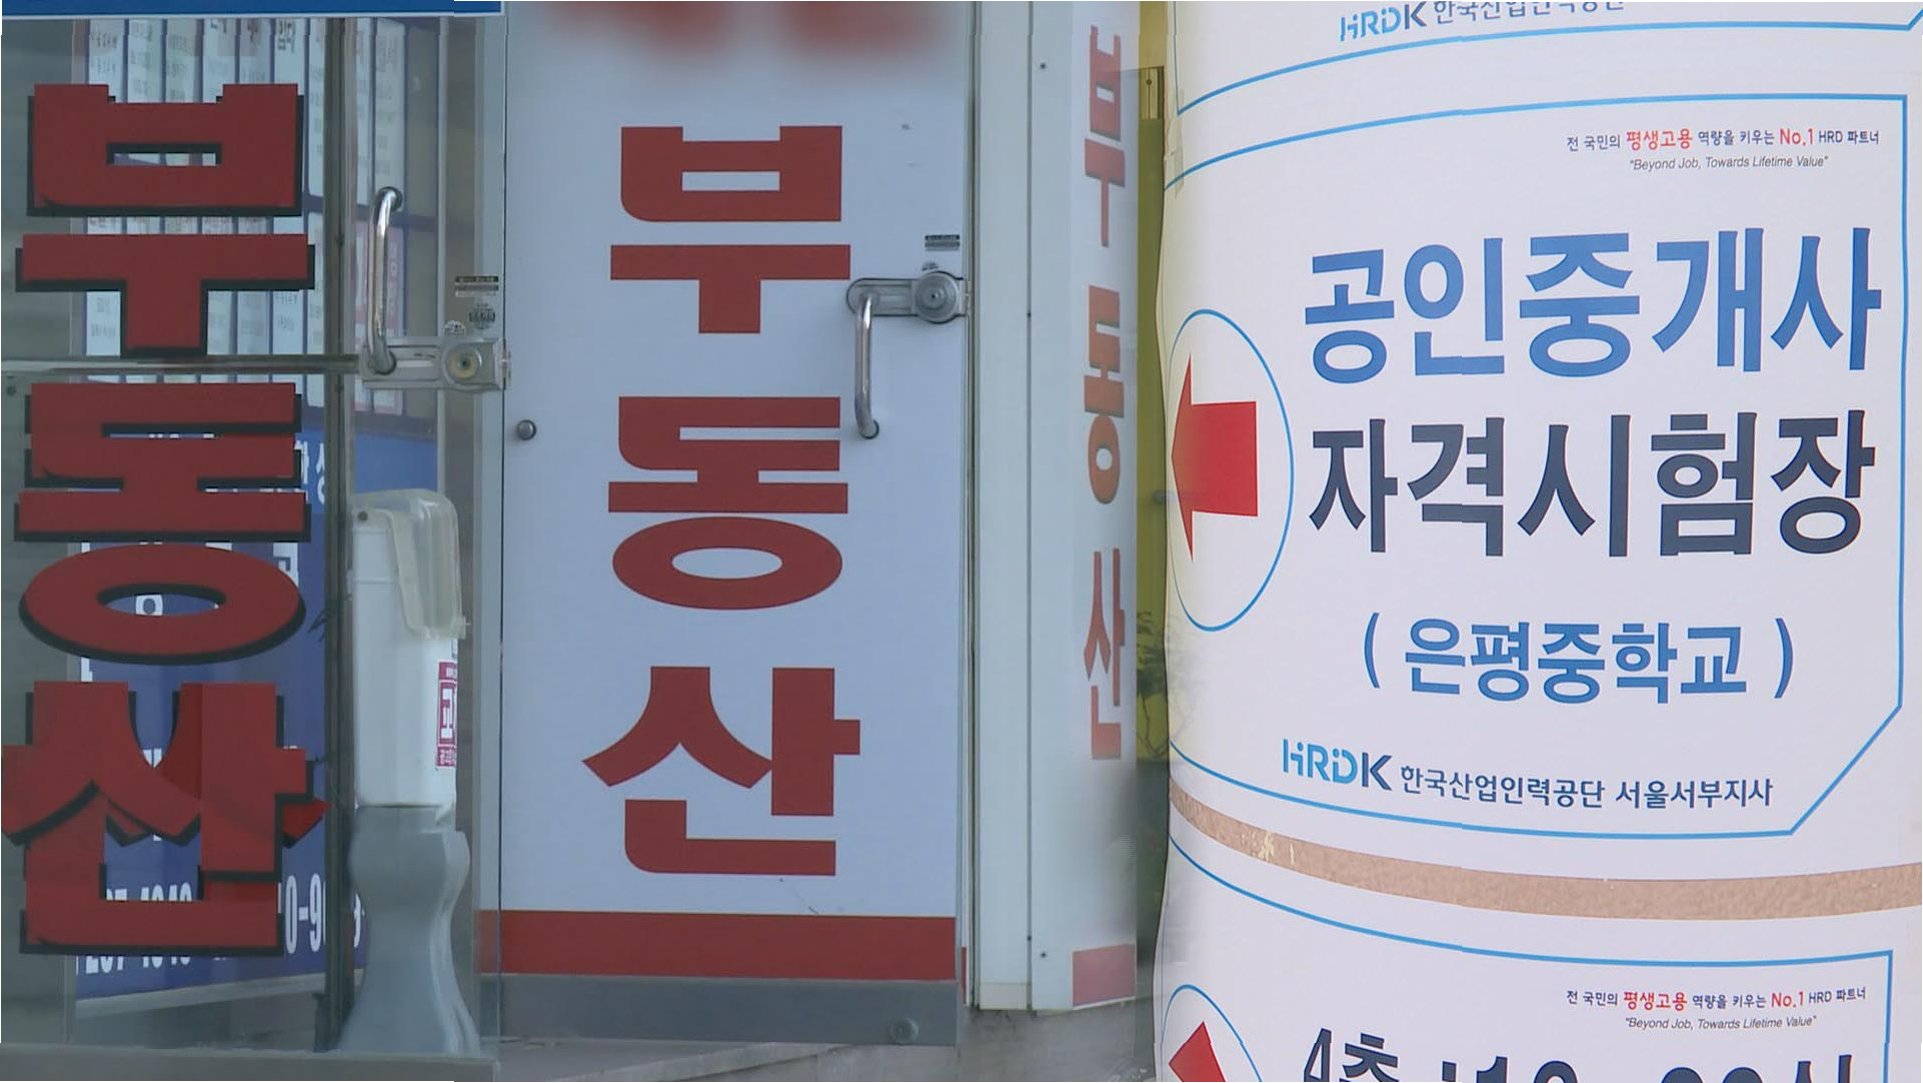 부동산
부동산
부동산
HRDK 한국산업인력공단
전 국민의 평생고용 역량을 키우는 No.1 HRD 파트너
"Beyond Job, Towards Lifetime Value"
공인중개사
자격시험장
( 은평중학교 )
HRDK 한국산업인력공단 서울서부지사
전 국민의 평생고용 역량을 키우는 No.1 HRD 파트너
"Beyond Job, Towards Lifetime Value"